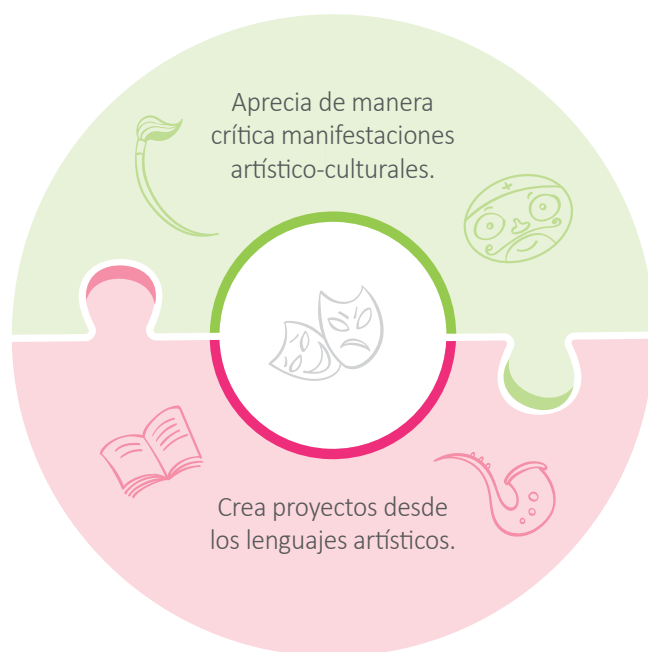 Aprecia de manera
crítica manifestaciones
artístico-culturales.
Crea proyectos desde
los lenguajes artísticos.